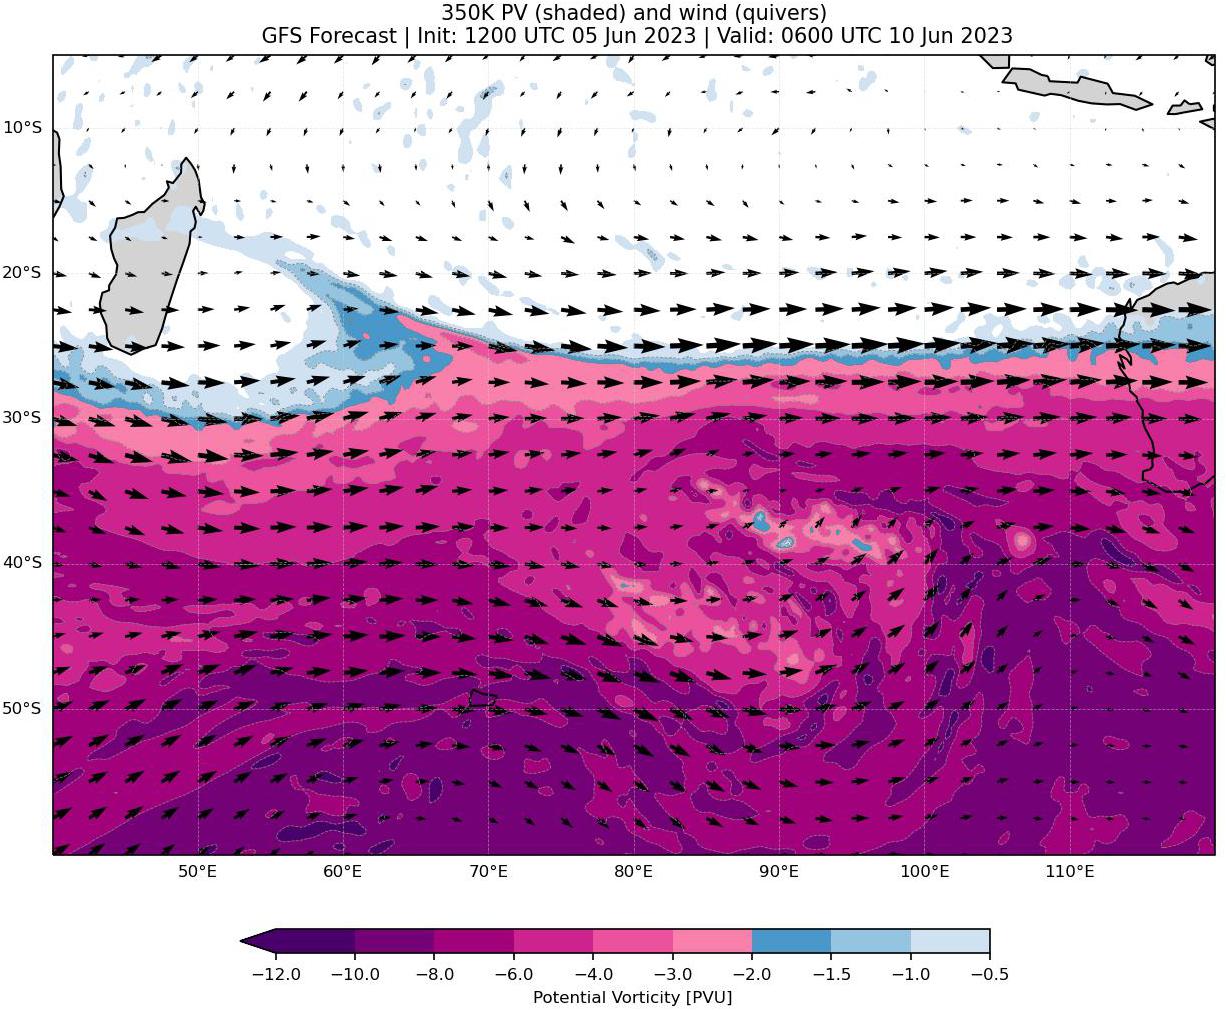 350K PV (shaded) and wind (quivers)
GFS Forecast | Init: 1200 UTC 05 Jun 2023 | Valid: 0600 UTC 10 Jun 2023
10°S
20°S
30°S
40°S
50°S
50°E 60°E 70°E 80°E 90°E 100°E 110°E
−12.0 −10.0 −8.0 −6.0 −4.0 −3.0 −2.0 −1.5 −1.0 −0.5
Potential Vorticity [PVU]